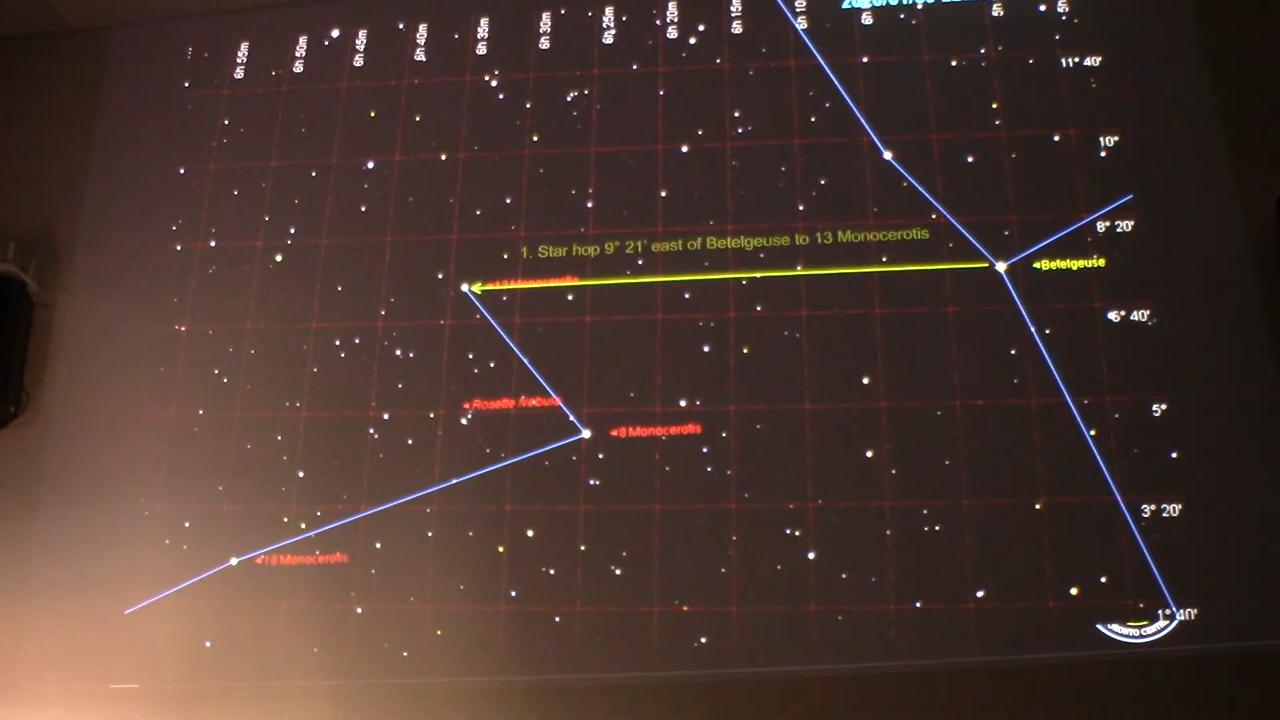 6h 55m
6h 50m
6h 45m
6h 40m
6h 35m
6h 30m
6h 25m
6h 20m
6h 15m
11° 40'
10°
8° 20'
1. Star hop 9° 21' east of Betelgeuse to 13 Monocerotis
◄Betelgeuse
◄13 Monocerotis
6° 40'
◄Rosette Nebula
5°
◄8 Monocerotis
3° 20'
◄18 Monocerotis
1° 40'